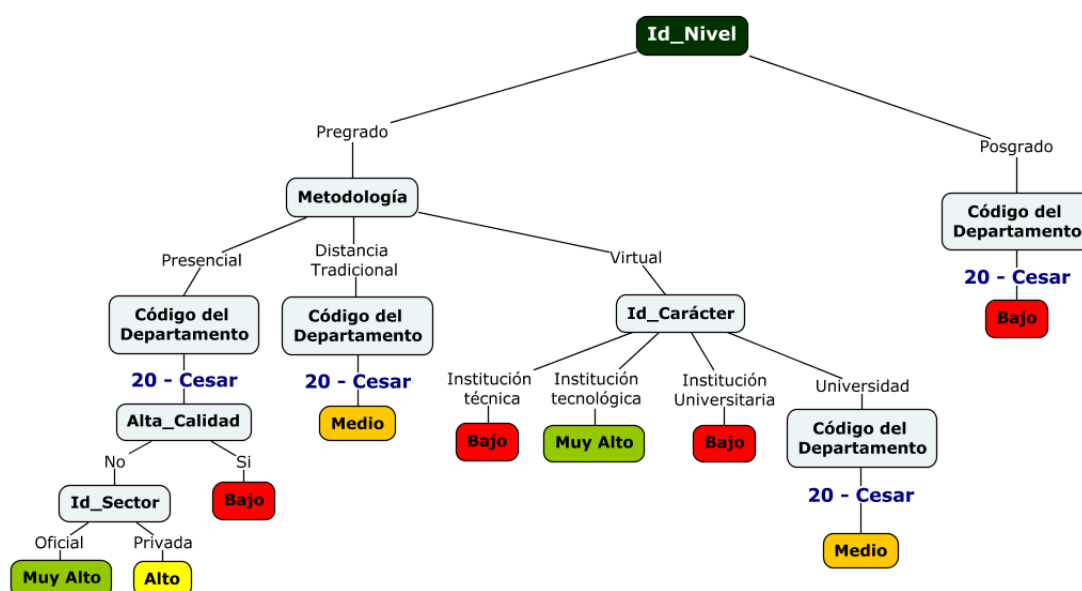 Id_Nivel
Pregrado
Posgrado
Metodología
Código del
Departamento
Presencial
Distancia
Tradicional
Virtual
20 - Cesar
Código del
Departamento
Código del
Departamento
Id_Carácter
Bajo
20 - Cesar
20 - Cesar
Institución
técnica
Institución
tecnológica
Institución
Universitaria
Universidad
Alta_Calidad
Medio
Bajo
Muy Alto
Bajo
Código del
Departamento
No
Si
Id_Sector
Bajo
20 - Cesar
Oficial
Privada
Medio
Muy Alto
Alto